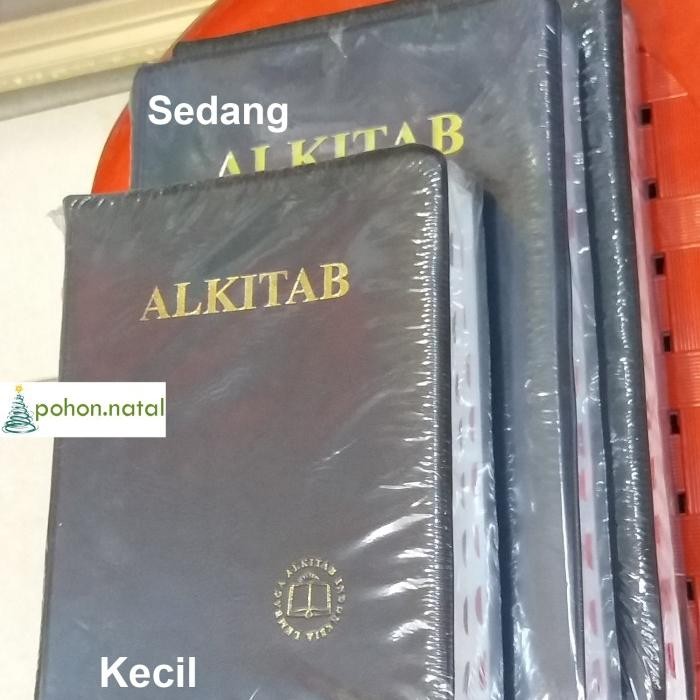 Sedang
ALKITAB
ALKITAB
pohon.natal
LEMBAGA ALKITAB INDONESIA
Kecil